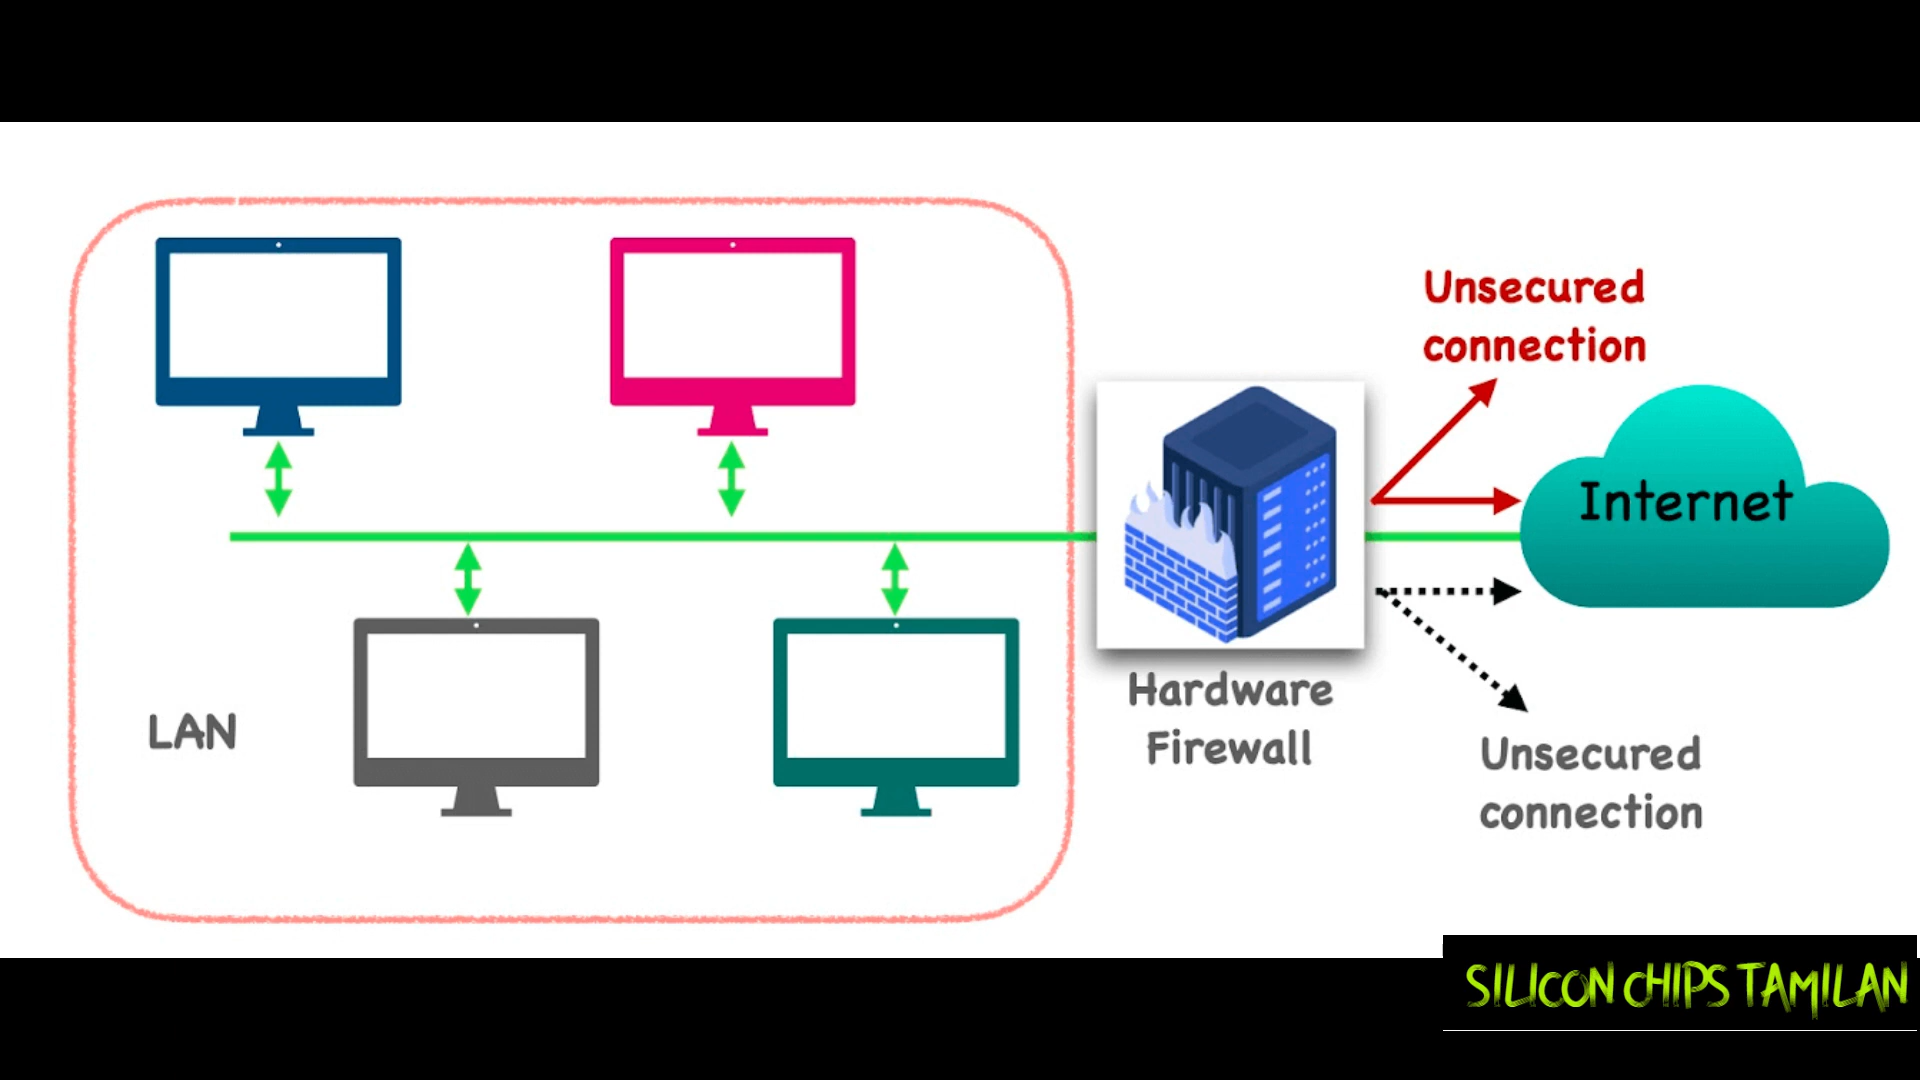 Unsecured
connection
Internet
Hardware
Firewall
LAN
Unsecured
connection
SILICON CHIPS TAMILAN